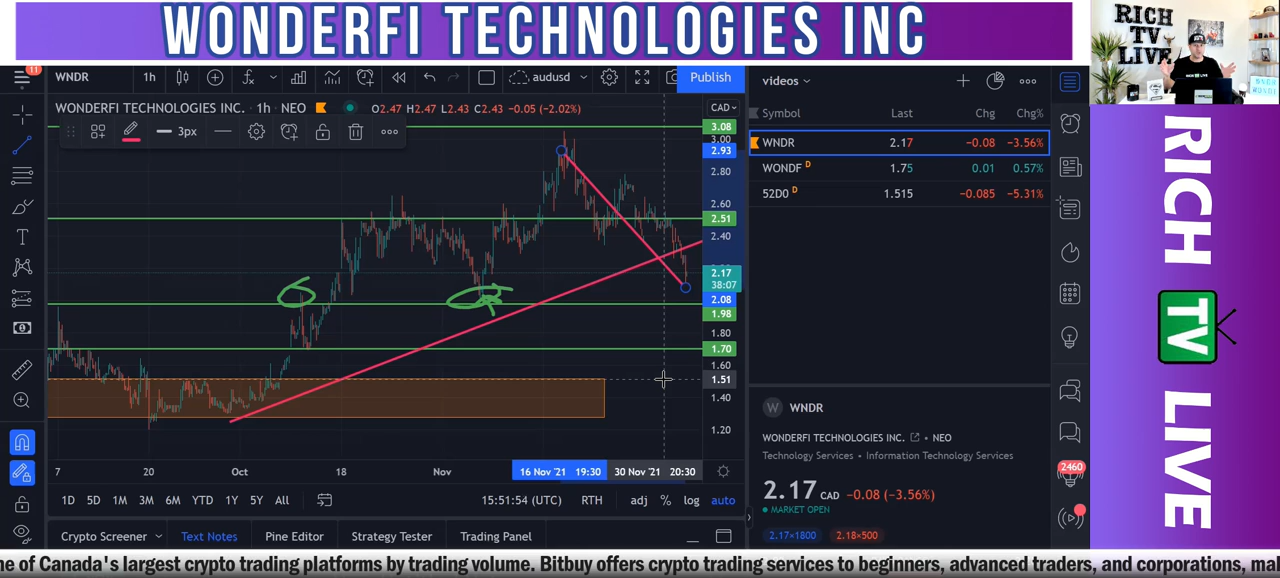 WONDERFI TECHNOLOGIES INC
RICH
TV
LIVE
11
WNDR
1h
audusd
Publish
WONDERFI TECHNOLOGIES INC. · 1h · NEO
O2.47 H2.47 L2.43 C2.43 −0.05 (−2.02%)
CAD
3px
3.08
3.00
2.93
2.80
2.60
2.51
2.40
2.17
38:07
2.08
1.98
1.80
1.70
1.60
1.51
1.40
1.20
7
20
Oct
18
Nov
16 Nov '21 19:30
30 Nov '21 20:30
1D 5D 1M 3M 6M YTD 1Y 5Y All
15:51:54 (UTC)
RTH
adj
%
log
auto
Crypto Screener
Text Notes
Pine Editor
Strategy Tester
Trading Panel
videos
Symbol Last Chg Chg%
WNDR 2.17 −0.08 −3.56%
WONDF D 1.75 0.01 0.57%
52D0 D 1.515 −0.085 −5.31%
W WNDR
WONDERFI TECHNOLOGIES INC. • NEO
Technology Services • Information Technology Services
2.17 CAD −0.08 (−3.56%)
MARKET OPEN
2.17×1800 2.18×500
2460
RICH
TV
LIVE
ne of Canada's largest crypto trading platforms by trading volume. Bitbuy offers crypto trading services to beginners, advanced traders, and corporations, ma